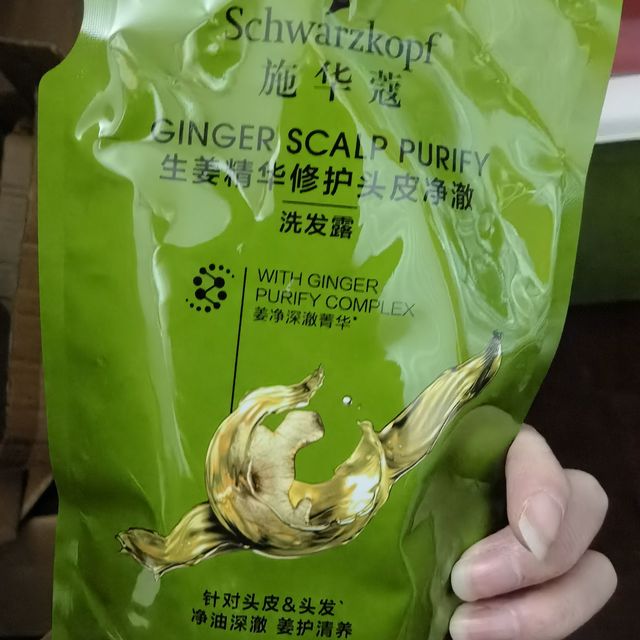 Schwarzkopf
施华蔻
GINGER SCALP PURIFY
生姜精华修护头皮净澈
洗发露
WITH GINGER
PURIFY COMPLEX
姜净深澈菁华*
针对头皮&头发
净油深澈 姜护清养